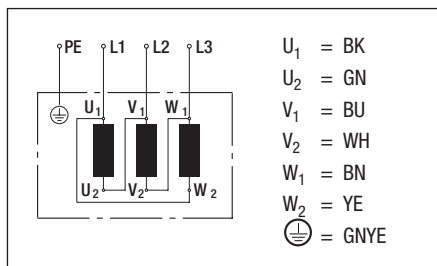 PE L1 L2 L3
U1 V1 W1
U2 V2 W2
U1 = BK
U2 = GN
V1 = BU
V2 = WH
W1 = BN
W2 = YE
= GNYE